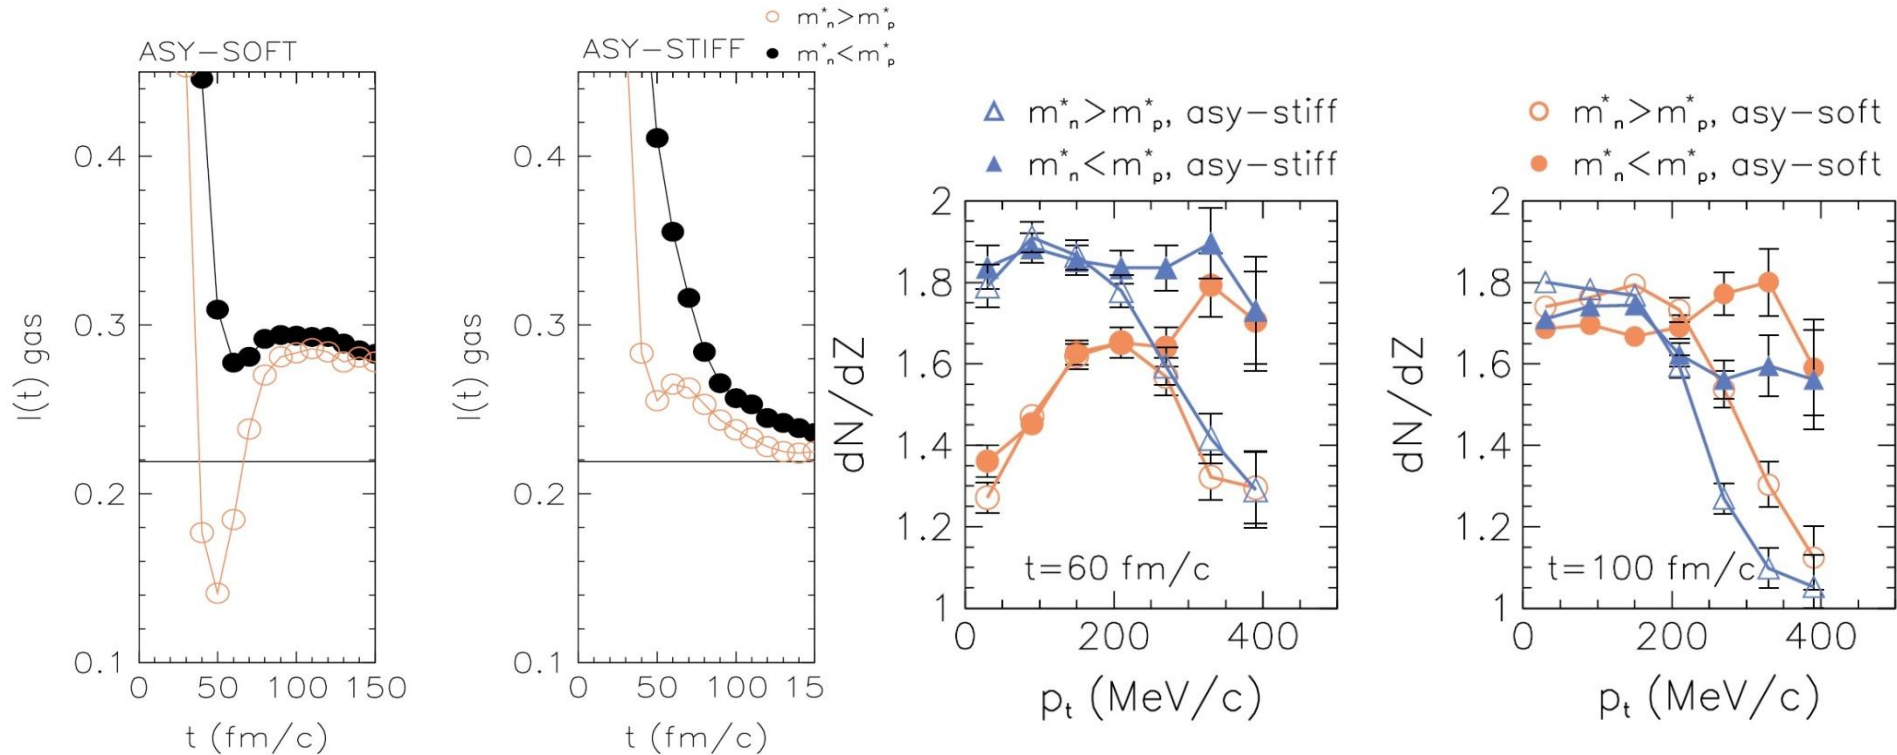 m*n>m*p
ASY-SOFT
ASY-STIFF
m*n<m*p
m*n>m*p, asy-stiff
m*n>m*p, asy-soft
m*n<m*p, asy-stiff
m*n<m*p, asy-soft
0.4
0.3
0.2
0.1
I(t) gas
0 50 100 150
t (fm/c)
0.4
0.3
0.2
0.1
I(t) gas
0 50 100 15
t (fm/c)
2
1.8
1.6
1.4
1.2
1
dN/dZ
t=60 fm/c
0 200 400
pt (MeV/c)
2
1.8
1.6
1.4
1.2
1
dN/dZ
t=100 fm/c
0 200 400
pt (MeV/c)